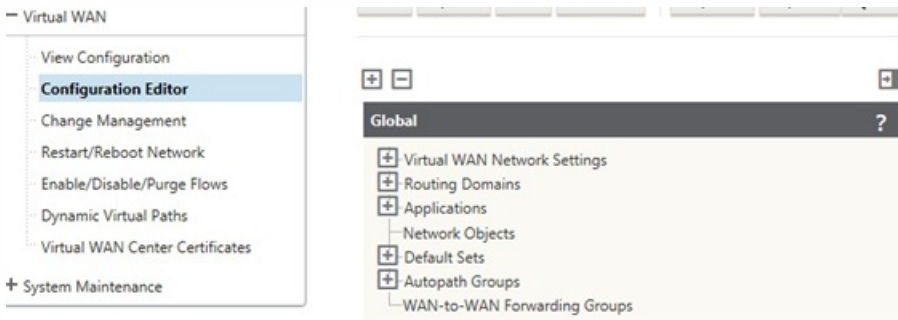 Virtual WAN
View Configuration
Configuration Editor
Change Management
Restart/Reboot Network
Enable/Disable/Purge Flows
Dynamic Virtual Paths
Virtual WAN Center Certificates
System Maintenance
Global ?
Virtual WAN Network Settings
Routing Domains
Applications
Network Objects
Default Sets
Autopath Groups
WAN-to-WAN Forwarding Groups